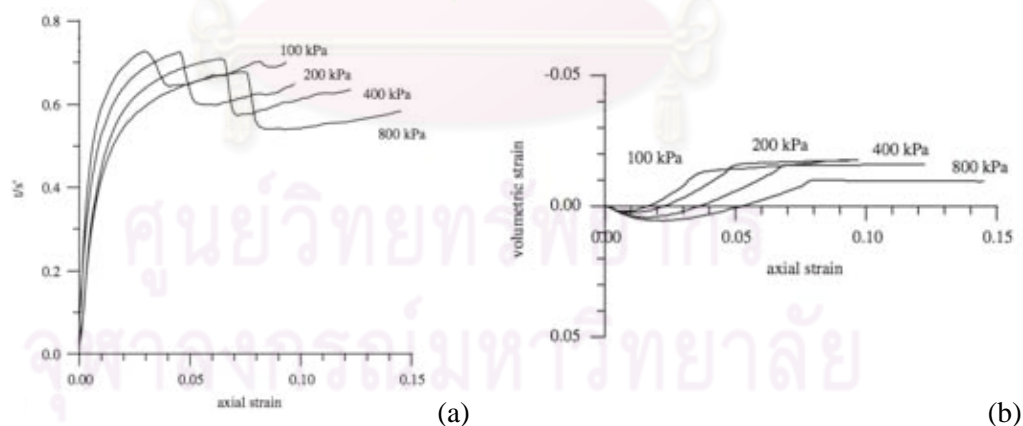 0.8
0.6
0.4
0.2
0.0
t/s'
100 kPa
200 kPa
400 kPa
800 kPa
0.00 0.05 0.10 0.15
axial strain
(a)
-0.05
0.00
0.05
volumetric strain
100 kPa
200 kPa
400 kPa
800 kPa
0.00 0.05 0.10 0.15
axial strain
(b)
ศูนย์วิทยทรัพยากร
จุฬาลงกรณ์มหาวิทยาลัย